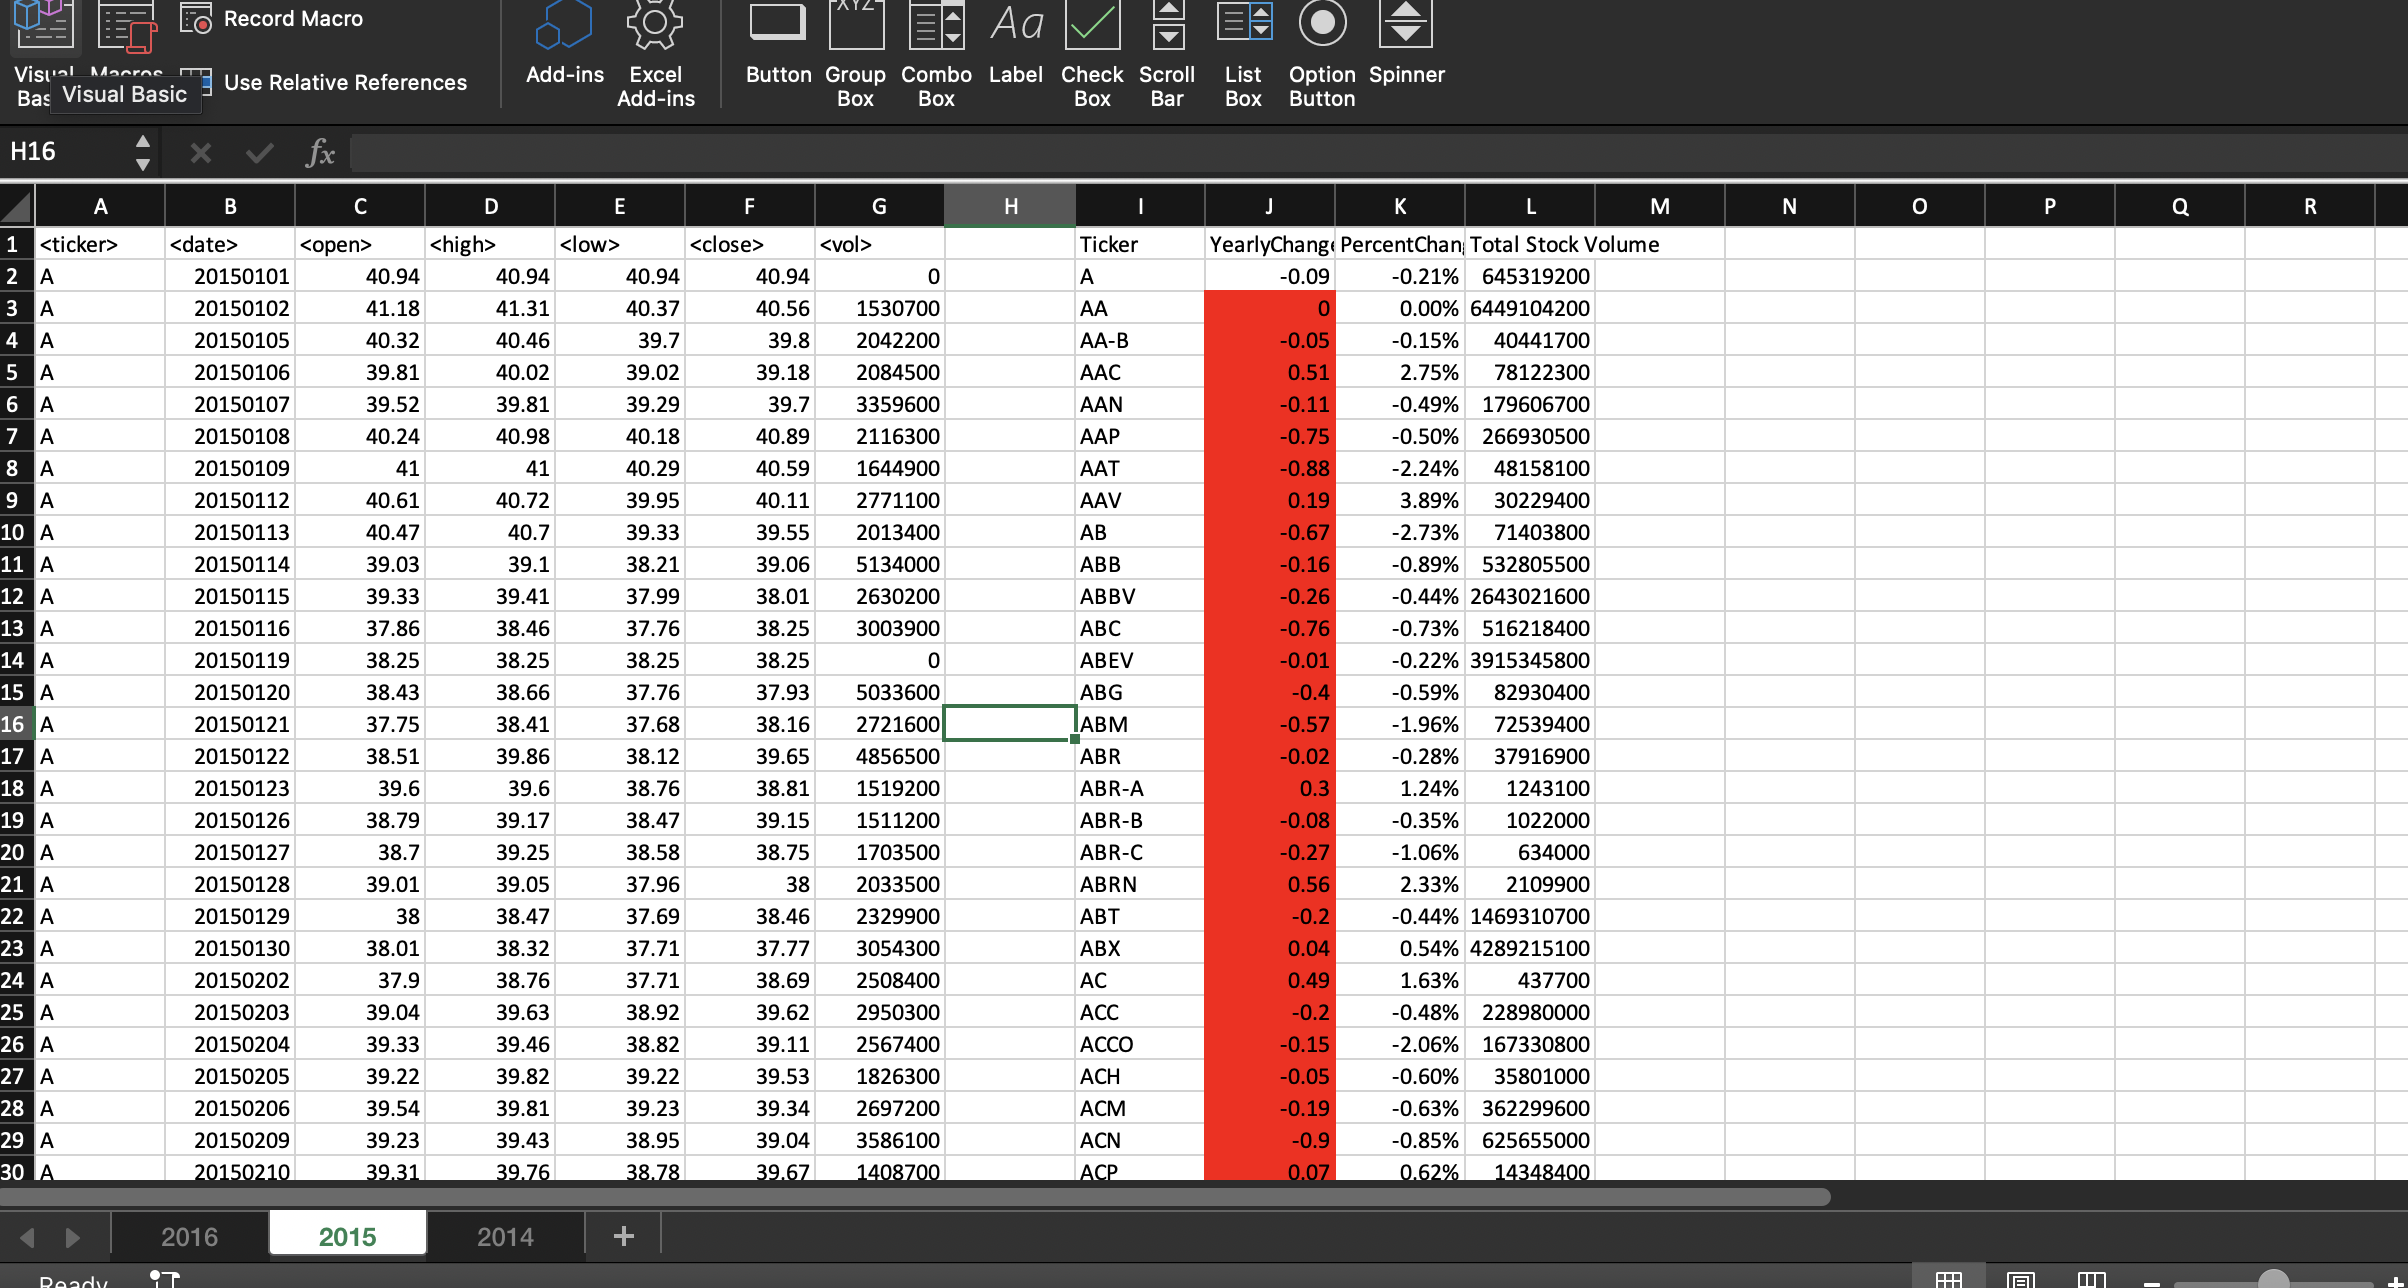 Record Macro
Visual Macros
Use Relative References
Visual Basic
Add-ins
Excel Add-ins
Button
Group Box
Combo Box
Aa
Label
Check Box
Scroll Bar
List Box
Option Button
Spinner
H16 fx
A B C D E F G H I J K L M N O P Q R
1 <ticker> <date> <open> <high> <low> <close> <vol> Ticker YearlyChange PercentChan Total Stock Volume
2 A 20150101 40.94 40.94 40.94 40.94 0 A -0.09 -0.21% 645319200
3 A 20150102 41.18 41.31 40.37 40.56 1530700 AA 0 0.00% 6449104200
4 A 20150105 40.32 40.46 39.7 39.8 2042200 AA-B -0.05 -0.15% 40441700
5 A 20150106 39.81 40.02 39.02 39.18 2084500 AAC 0.51 2.75% 78122300
6 A 20150107 39.52 39.81 39.29 39.7 3359600 AAN -0.11 -0.49% 179606700
7 A 20150108 40.24 40.98 40.18 40.89 2116300 AAP -0.75 -0.50% 266930500
8 A 20150109 41 41 40.29 40.59 1644900 AAT -0.88 -2.24% 48158100
9 A 20150112 40.61 40.72 39.95 40.11 2771100 AAV 0.19 3.89% 30229400
10 A 20150113 40.47 40.7 39.33 39.55 2013400 AB -0.67 -2.73% 71403800
11 A 20150114 39.03 39.1 38.21 39.06 5134000 ABB -0.16 -0.89% 532805500
12 A 20150115 39.33 39.41 37.99 38.01 2630200 ABBV -0.26 -0.44% 2643021600
13 A 20150116 37.86 38.46 37.76 38.25 3003900 ABC -0.76 -0.73% 516218400
14 A 20150119 38.25 38.25 38.25 38.25 0 ABEV -0.01 -0.22% 3915345800
15 A 20150120 38.43 38.66 37.76 37.93 5033600 ABG -0.4 -0.59% 82930400
16 A 20150121 37.75 38.41 37.68 38.16 2721600 ABM -0.57 -1.96% 72539400
17 A 20150122 38.51 39.86 38.12 39.65 4856500 ABR -0.02 -0.28% 37916900
18 A 20150123 39.6 39.6 38.76 38.81 1519200 ABR-A 0.3 1.24% 1243100
19 A 20150126 38.79 39.17 38.47 39.15 1511200 ABR-B -0.08 -0.35% 1022000
20 A 20150127 38.7 39.25 38.58 38.75 1703500 ABR-C -0.27 -1.06% 634000
21 A 20150128 39.01 39.05 37.96 38 2033500 ABRN 0.56 2.33% 2109900
22 A 20150129 38 38.47 37.69 38.46 2329900 ABT -0.2 -0.44% 1469310700
23 A 20150130 38.01 38.32 37.71 37.77 3054300 ABX 0.04 0.54% 4289215100
24 A 20150202 37.9 38.76 37.71 38.69 2508400 AC 0.49 1.63% 437700
25 A 20150203 39.04 39.63 38.92 39.62 2950300 ACC -0.2 -0.48% 228980000
26 A 20150204 39.33 39.46 38.82 39.11 2567400 ACCO -0.15 -2.06% 167330800
27 A 20150205 39.22 39.82 39.22 39.53 1826300 ACH -0.05 -0.60% 35801000
28 A 20150206 39.54 39.81 39.23 39.34 2697200 ACM -0.19 -0.63% 362299600
29 A 20150209 39.23 39.43 38.95 39.04 3586100 ACN -0.9 -0.85% 625655000
30 A 20150210 39.31 39.76 38.78 39.67 1408700 ACP 0.07 0.62% 14348400
2016 2015 2014 +
Ready